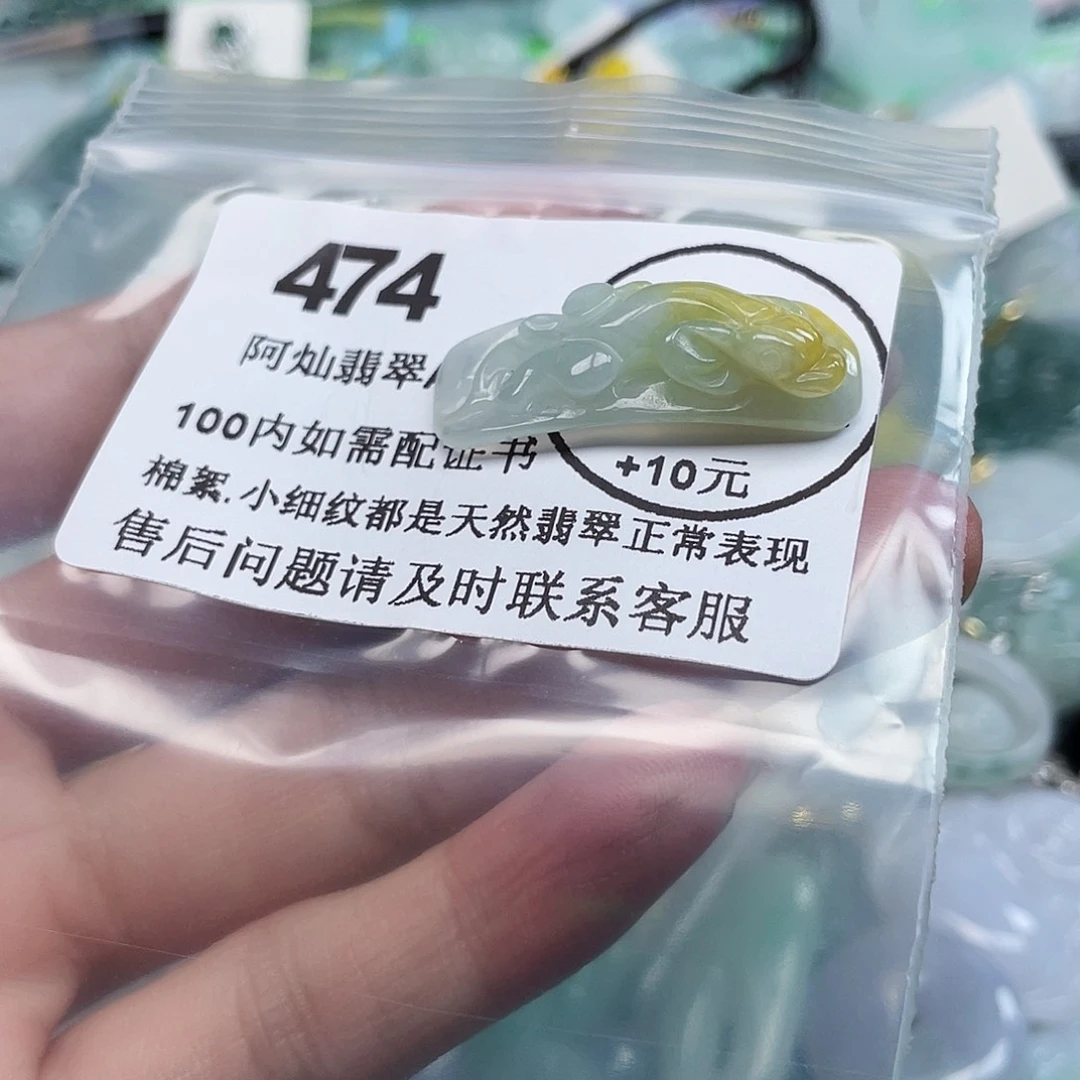 474
阿灿翡翠
100内如需配证书
+10元
棉絮.小细纹都是天然翡翠正常表现
售后问题请及时联系客服